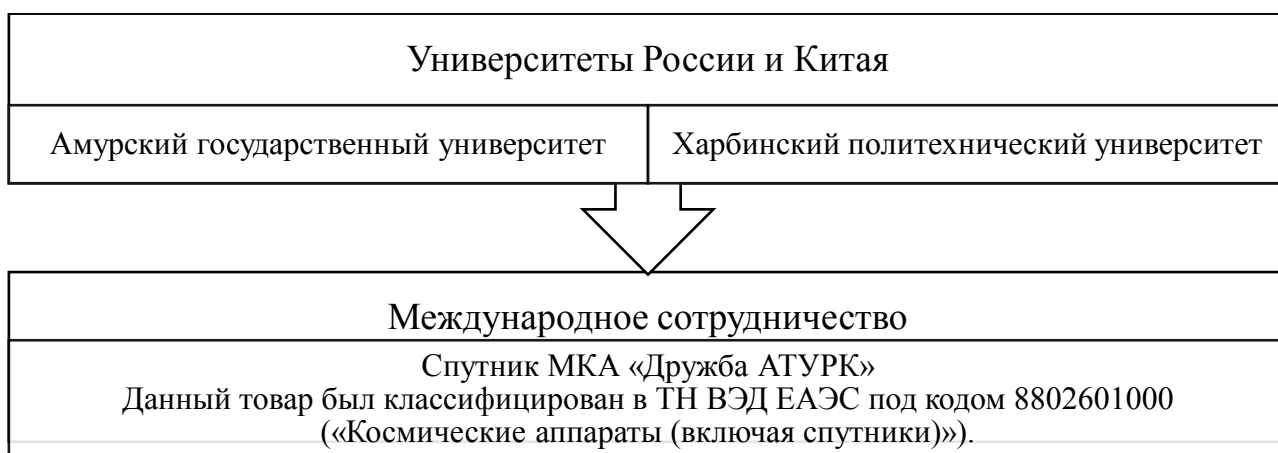 Университеты России и Китая
Амурский государственный университет
Харбинский политехнический университет
Международное сотрудничество
Спутник МКА «Дружба АТУРК»
Данный товар был классифицирован в ТН ВЭД ЕАЭС под кодом 8802601000
(«Космические аппараты (включая спутники)»).